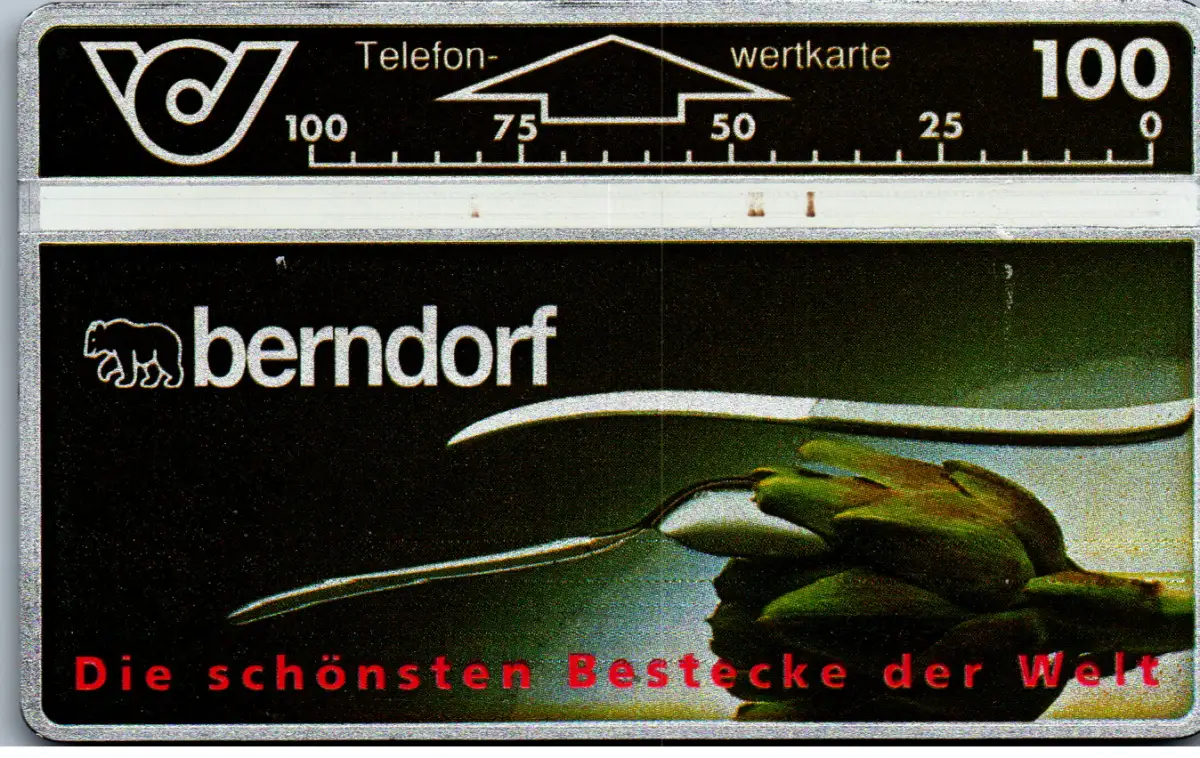 Telefon- wertkarte 100
100 75 50 25 0
berndorf
Die schönsten Bestecke der Welt